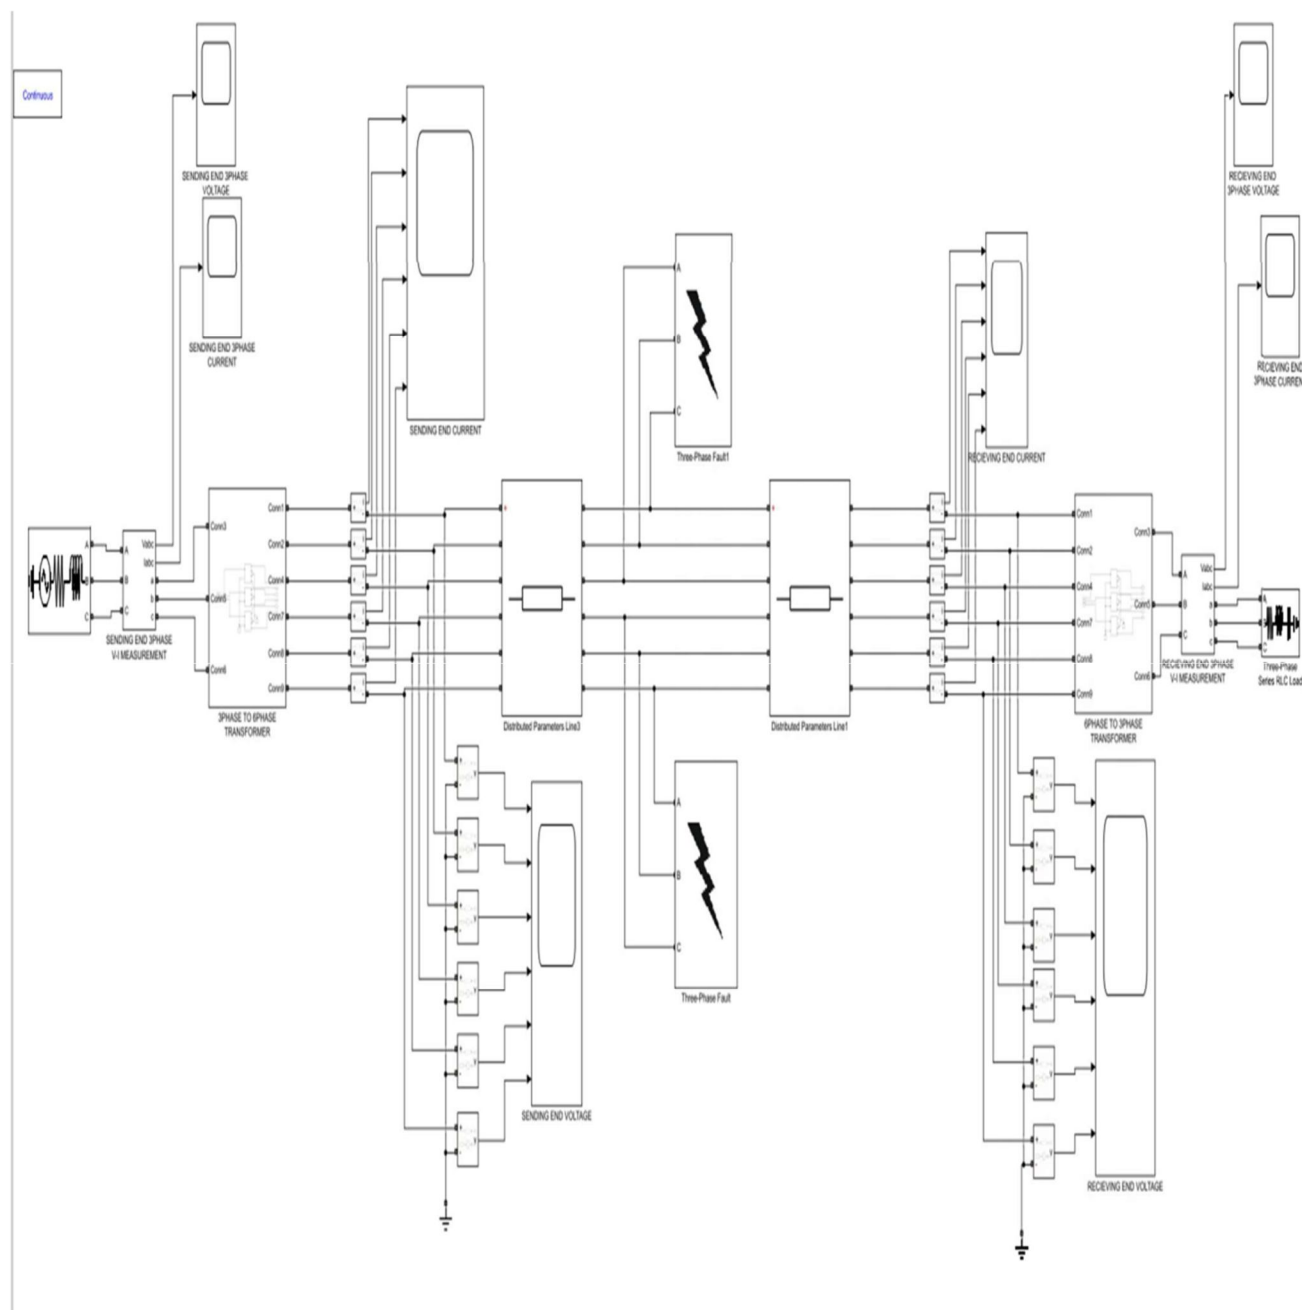 Continuous
SENDING END 3PHASE
VOLTAGE
SENDING END 3PHASE
CURRENT
SENDING END CURRENT
A
B
C
Three-Phase Fault1
RECIEVING END CURRENT
RECIEVING END
3PHASE VOLTAGE
RECIEVING END
3PHASE CURREN
A
B
C
A
B
C
Vabc
Iabc
a
b
c
SENDING END 3PHASE
V-I MEASUREMENT
Conn3
Conn5
Conn6
Conn1
Conn2
Conn4
Conn7
Conn8
Conn9
3PHASE TO 6PHASE
TRANSFORMER
Distributed Parameters Line3
Distributed Parameters Line1
Conn1
Conn2
Conn4
Conn7
Conn8
Conn9
Conn3
Conn5
Conn6
6PHASE TO 3PHASE
TRANSFORMER
A
B
C
Vabc
Iabc
a
b
c
RECIEVING END 3PHASE
V-I MEASUREMENT
A
C
Three-Phase
Series RLC Load
SENDING END VOLTAGE
A
B
C
Three-Phase Fault
RECIEVING END VOLTAGE